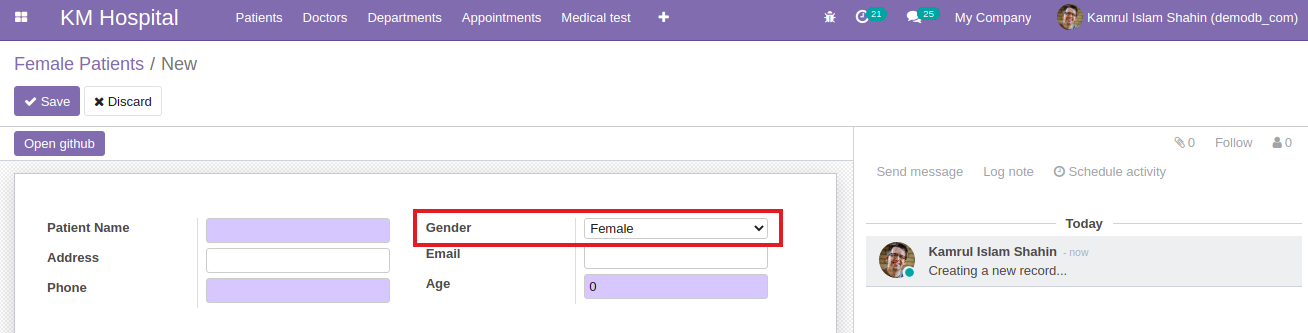 KM Hospital Patients Doctors Departments Appointments Medical test 21 25 My Company Kamrul Islam Shahin (demodb_com)
Female Patients / New
Save Discard
Open github
0 Follow 0
Send message Log note Schedule activity
Patient Name
Address
Phone
Gender Female
Email
Age 0
Today
Kamrul Islam Shahin - now
Creating a new record...